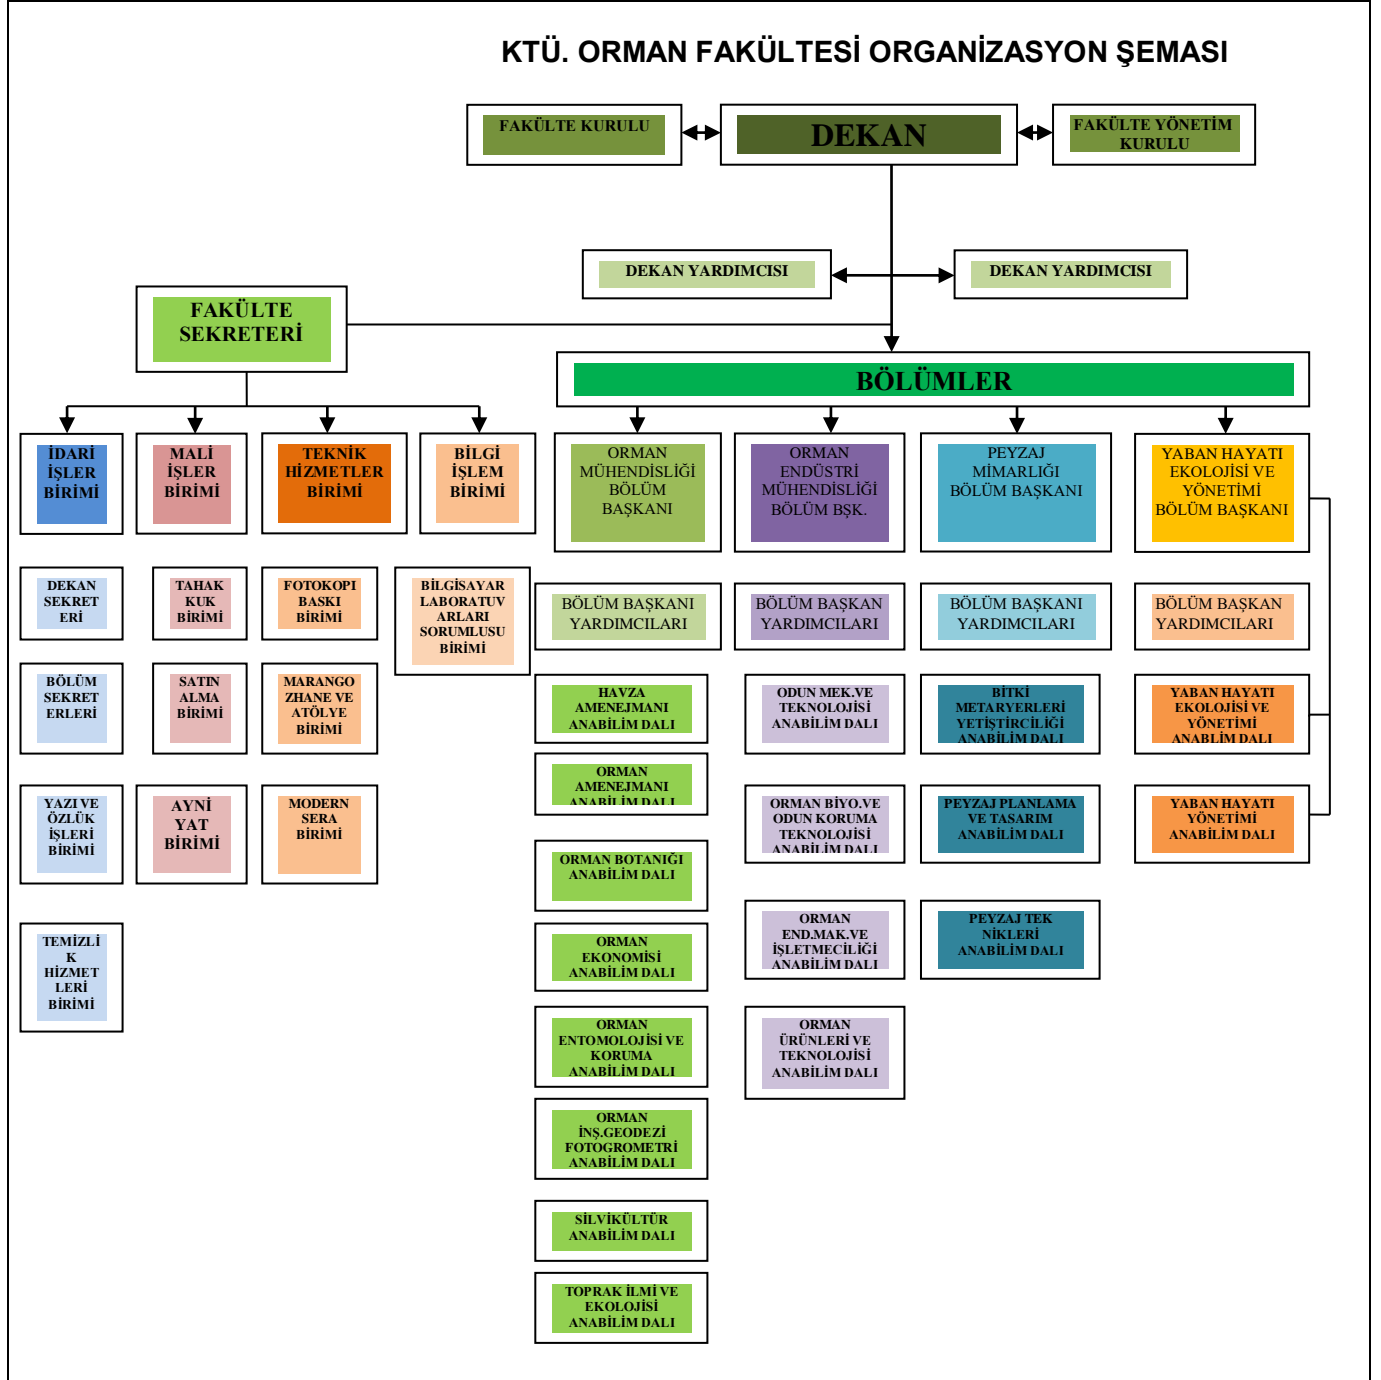 KTÜ. ORMAN FAKÜLTESİ ORGANİZASYON ŞEMASI
FAKÜLTE KURULU
DEKAN
FAKÜLTE YÖNETİM
KURULU
DEKAN YARDIMCISI
DEKAN YARDIMCISI
FAKÜLTE
SEKRETERİ
BÖLÜMLER
İDARİ
İŞLER
BİRİMİ
MALİ
İŞLER
BİRİMİ
TEKNİK
HİZMETLER
BİRİMİ
BİLGİ
İŞLEM
BİRİMİ
ORMAN
MÜHENDİSLİĞİ
BÖLÜM
BAŞKANI
ORMAN
ENDÜSTRİ
MÜHENDİSLİĞİ
BÖLÜM BŞK.
PEYZAJ
MİMARLIĞI
BÖLÜM BAŞKANI
YABAN HAYATI
EKOLOJİSİ VE
YÖNETİMİ
BÖLÜM BAŞKANI
DEKAN
SEKRET
ERİ
TAHAK
KUK
BİRİMİ
FOTOKOPI
BASKI
BİRİMİ
BİLGİSAYAR
LABORATUV
ARLARI
SORUMLUSU
BİRİMİ
BÖLÜM BAŞKANI
YARDIMCILARI
BÖLÜM BAŞKAN
YARDIMCILARI
BÖLÜM BAŞKANI
YARDIMCILARI
BÖLÜM BAŞKAN
YARDIMCILARI
BÖLÜM
SEKRET
ERLERİ
SATIN
ALMA
BİRİMİ
MARANGO
ZHANE VE
ATÖLYE
BİRİMİ
HAVZA
AMENEJMANI
ANABİLİM DALI
ODUN MEK.VE
TEKNOLOJİSİ
ANABİLİM DALI
BİTKİ
METARYERLERİ
YETİŞTİRCİLİĞİ
ANABİLİM DALI
YABAN HAYATI
EKOLOJİSİ VE
YÖNETİMİ
ANABLİM DALI
ORMAN
AMENEJMANI
ANABİLİM DALI
YAZI VE
ÖZLÜK
İŞLERİ
BİRİMİ
AYNİ
YAT
BİRİMİ
MODERN
SERA
BİRİMİ
ORMAN BİYO.VE
ODUN KORUMA
TEKNOLOJİSİ
ANABİLİM DALI
PEYZAJ PLANLAMA
VE TASARIM
ANABİLİM DALI
YABAN HAYATI
YÖNETİMİ
ANABİLİM DALI
ORMAN BOTANIĞI
ANABİLİM DALI
TEMİZLİ
K
HİZMET
LERİ
BİRİMİ
ORMAN
EKONOMİSİ
ANABİLİM DALI
ORMAN
END.MAK.VE
İŞLETMECİLİĞİ
ANABİLİM DALI
PEYZAJ TEK
NİKLERİ
ANABİLİM DALI
ORMAN
ENTOMOLOJİSİ VE
KORUMA
ANABİLİM DALI
ORMAN
ÜRÜNLERİ VE
TEKNOLOJİSİ
ANABİLİM DALI
ORMAN
İNŞ.GEODEZİ
FOTOGROMETRİ
ANABİLİM DALI
SİLVİKÜLTÜR
ANABİLİM DALI
TOPRAK İLMİ VE
EKOLOJİSİ
ANABİLİM DALI